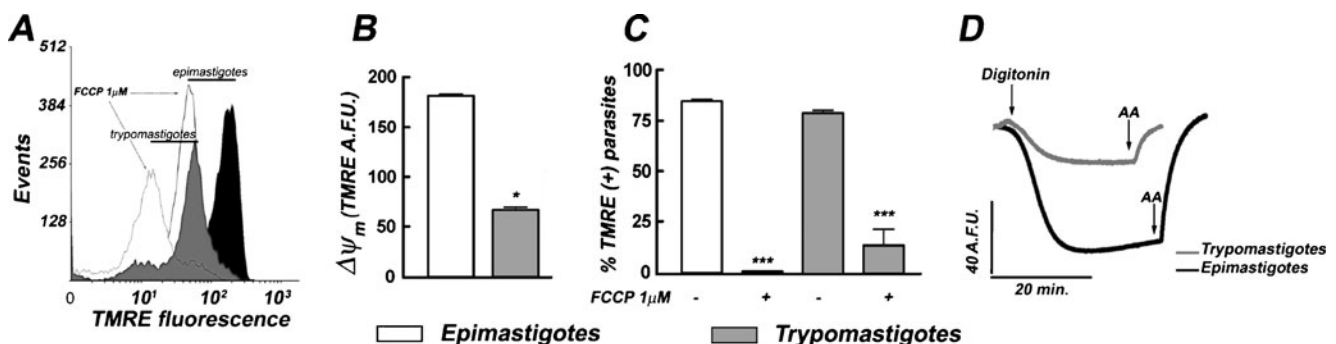 A
512
384
256
128
Events
epimastigotes
FCCP 1μM
trypomastigotes
0
10¹
10²
10³
TMRE fluorescence
B
200
150
100
50
0
ΔΨm (TMRE A.F.U.)
*
C
100
75
50
25
0
% TMRE (+) parasites
***
***
FCCP 1μM - + - +
D
Digitonin
AA
AA
40 A.F.U.
20 min.
Trypomastigotes
Epimastigotes
Epimastigotes
Trypomastigotes